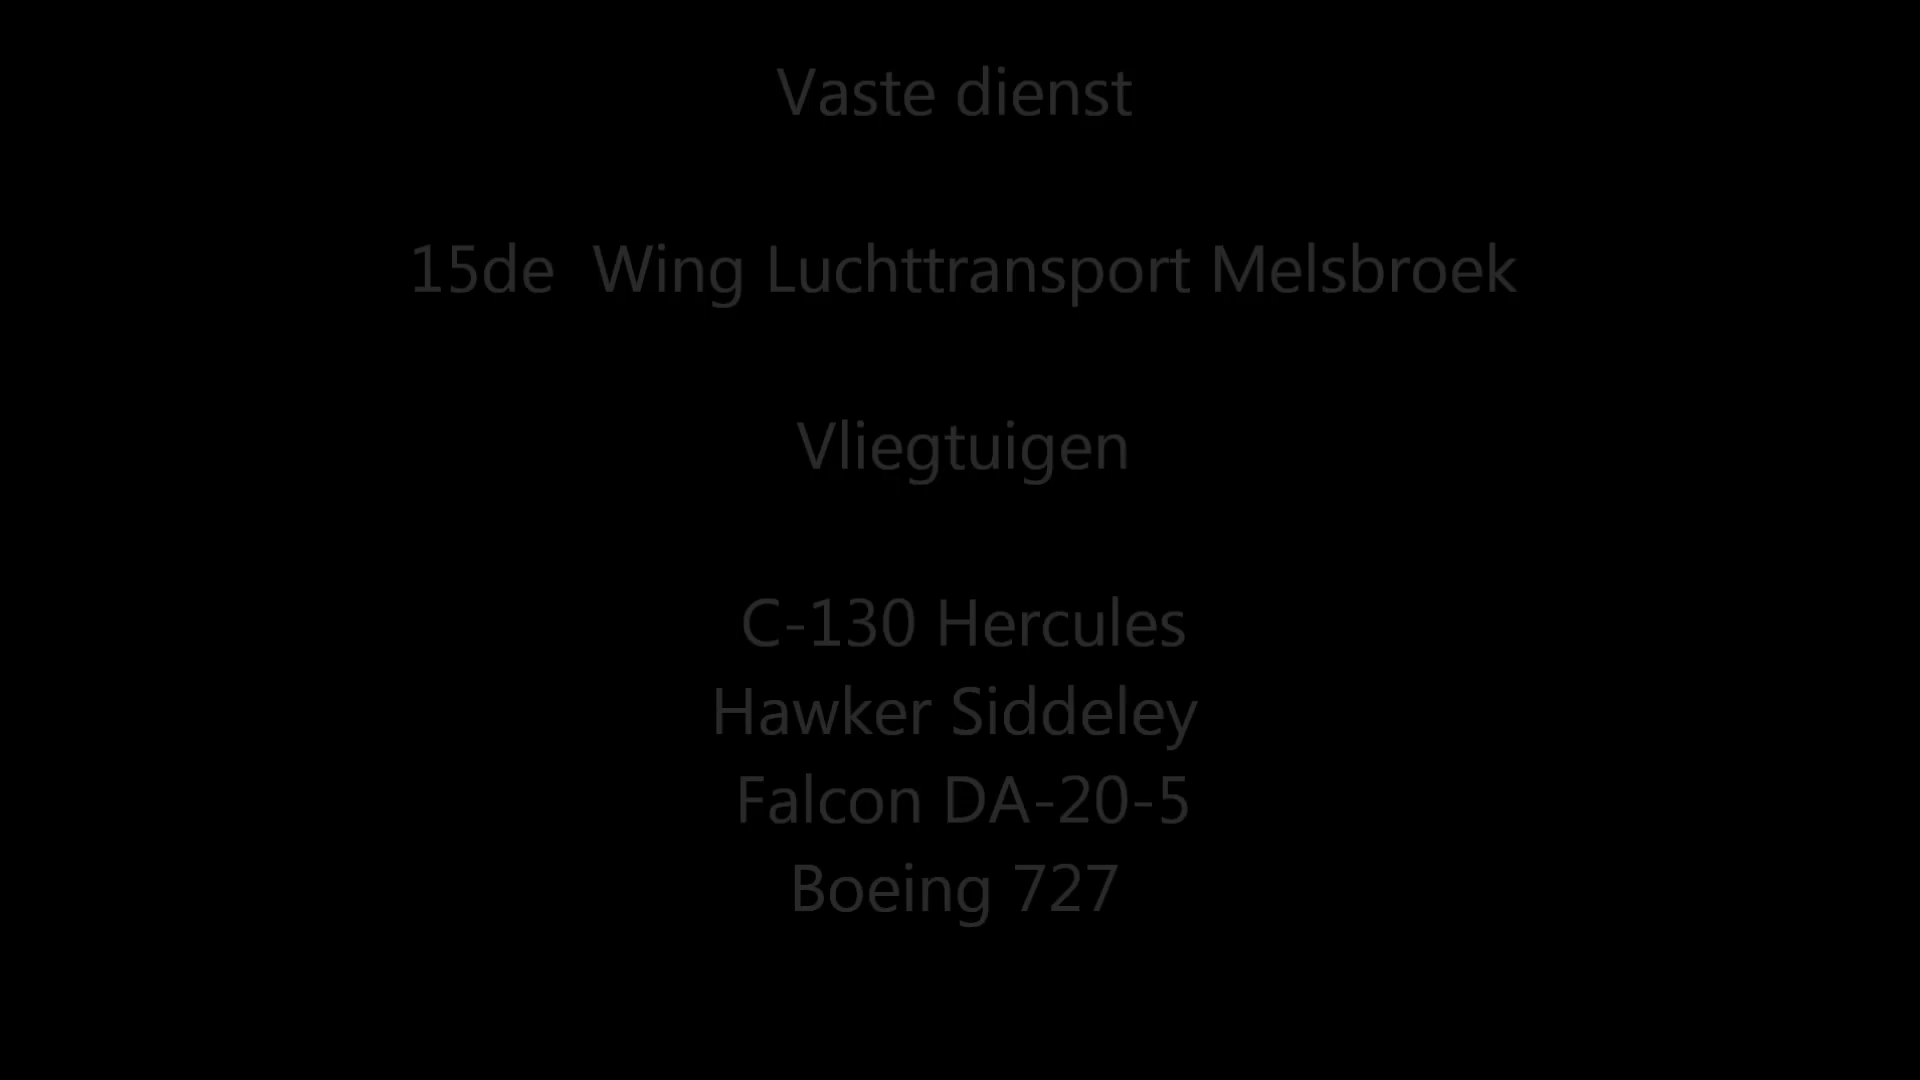 Vaste dienst
15de  Wing Luchttransport Melsbroek
Vliegtuigen
C-130 Hercules
Hawker Siddeley
Falcon DA-20-5
Boeing 727